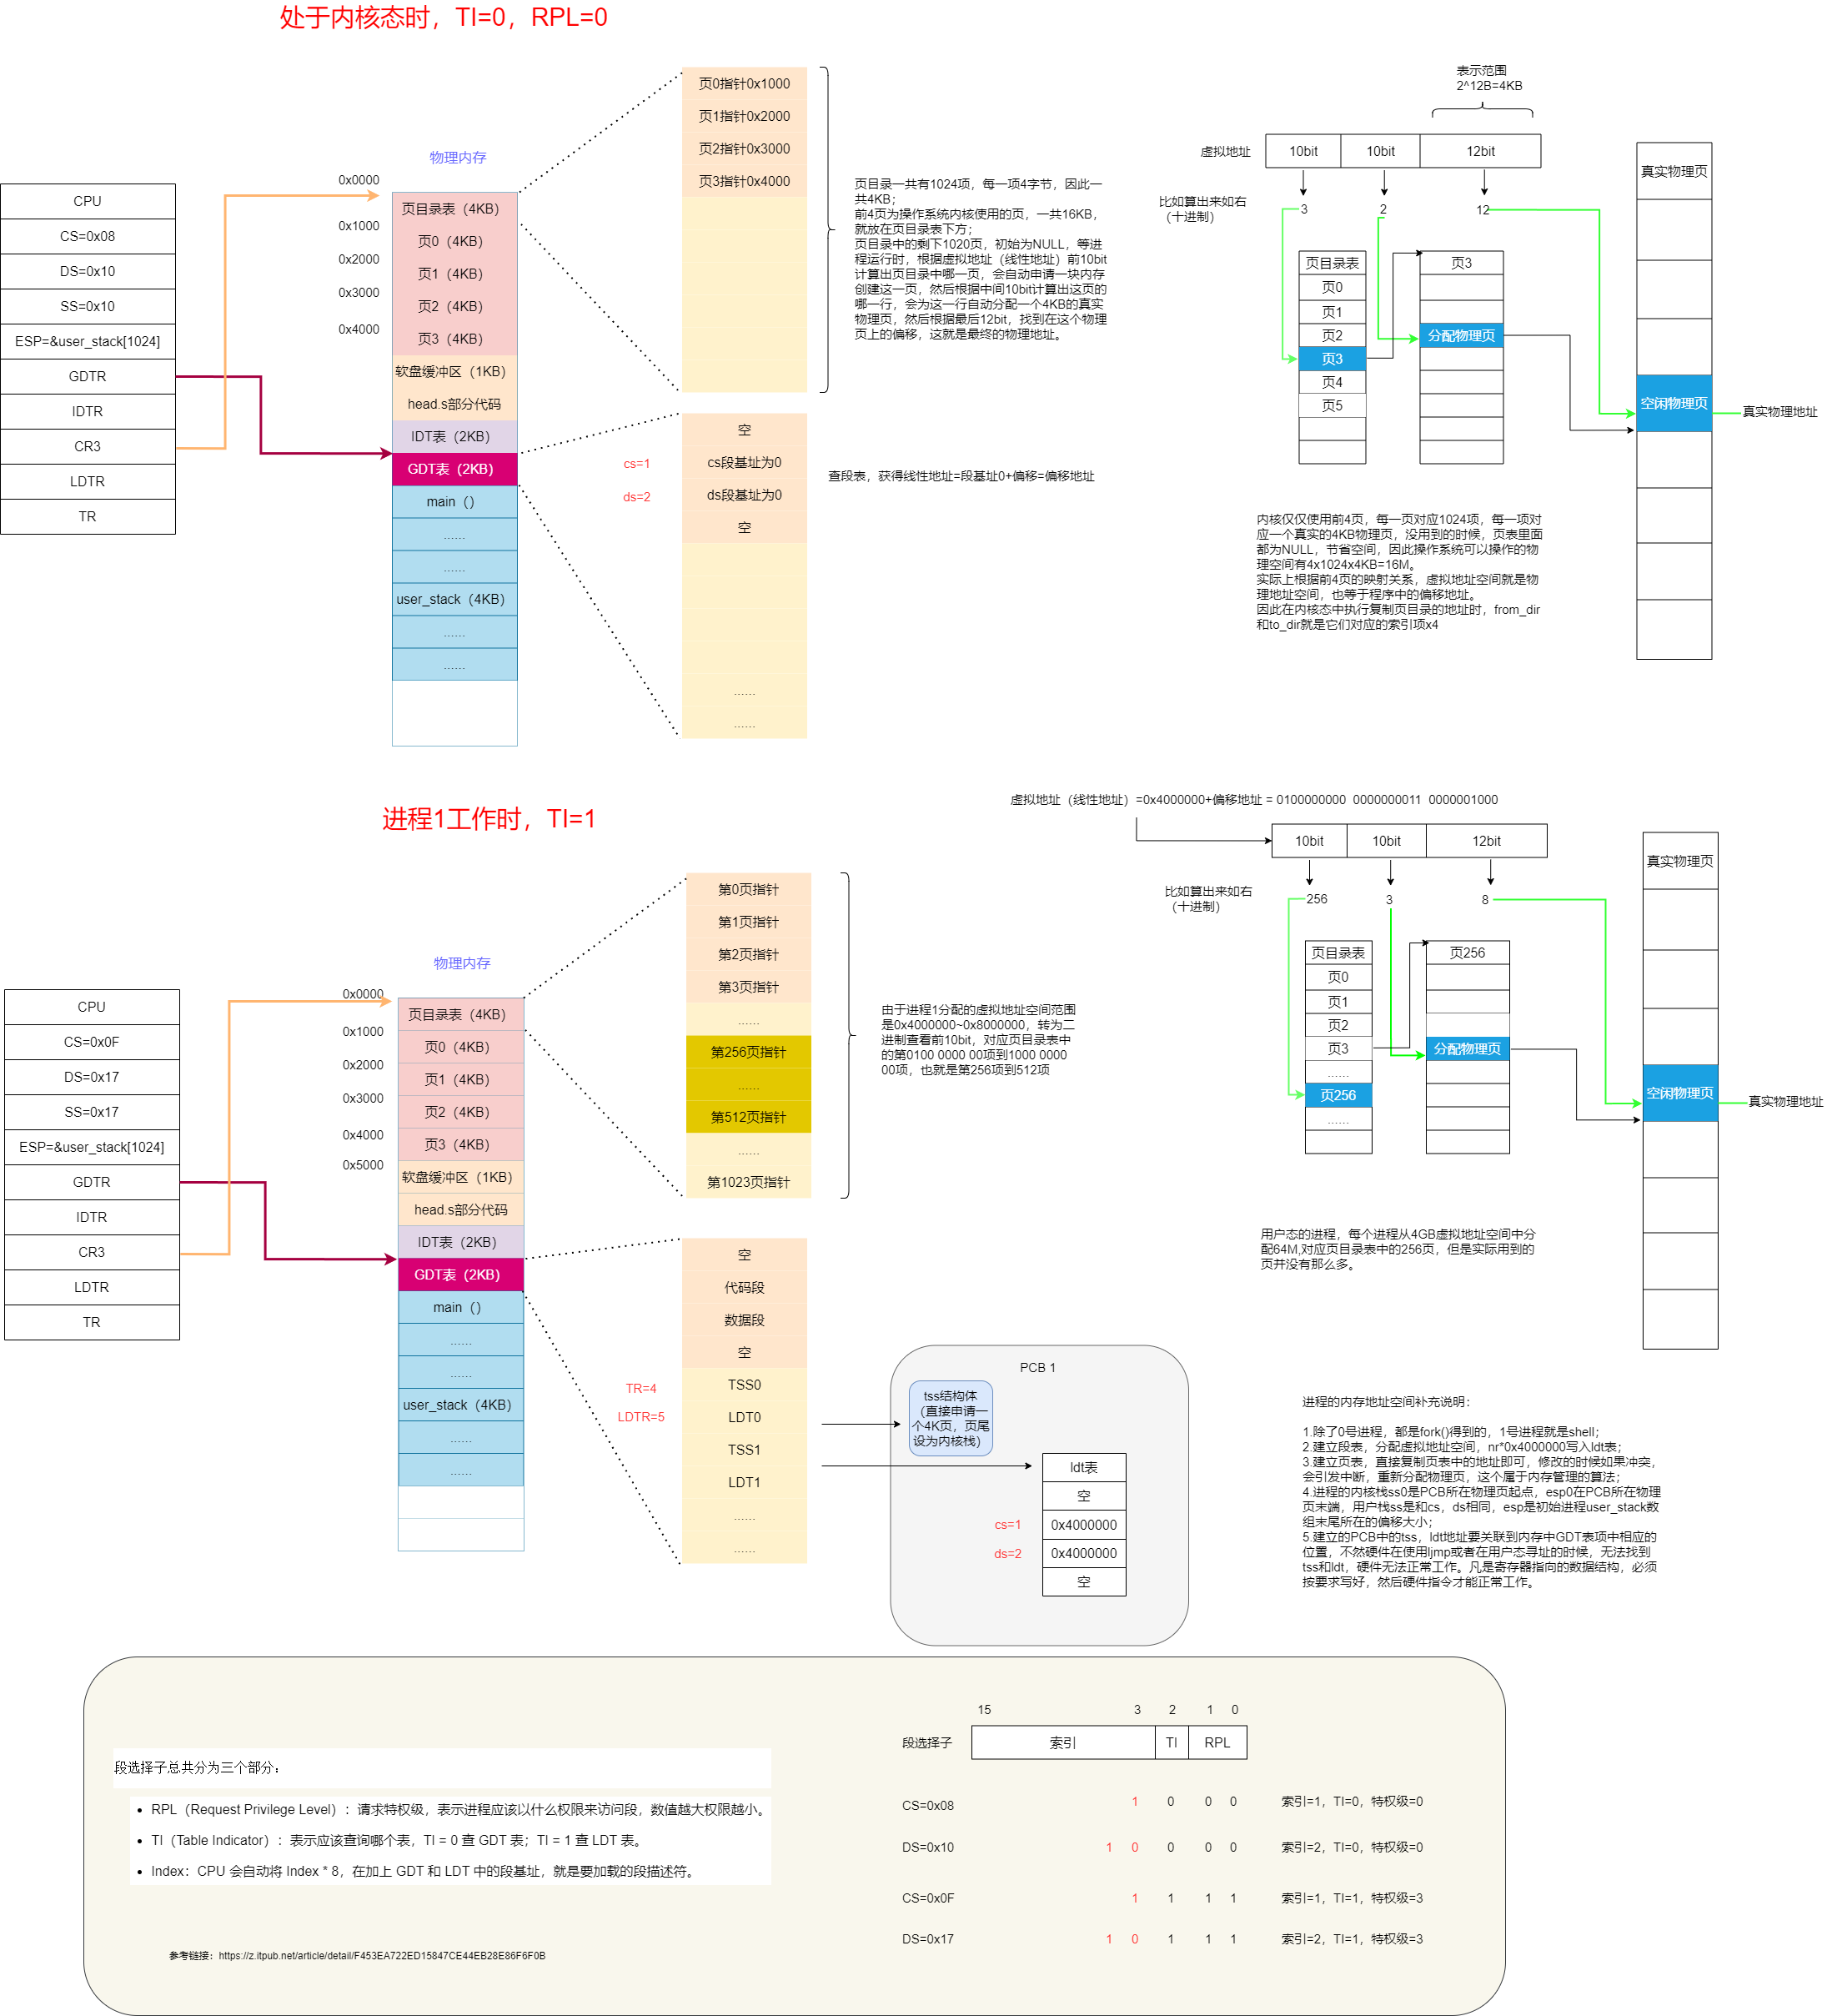 处于内核态时，TI=0，RPL=0
物理内存
CPU
CS=0x08
DS=0x10
SS=0x10
ESP=&user_stack[1024]
GDTR
IDTR
CR3
LDTR
TR
0x0000
0x1000
0x2000
0x3000
0x4000
页目录表（4KB）
页0（4KB）
页1（4KB）
页2（4KB）
页3（4KB）
软盘缓冲区（1KB）
head.s部分代码
IDT表（2KB）
GDT表（2KB）
main（）
......
......
user_stack（4KB）
......
......
页0指针0x1000
页1指针0x2000
页2指针0x3000
页3指针0x4000
页目录一共有1024项，每一项4字节，因此一
共4KB；
前4页为操作系统内核使用的页，一共16KB，
就放在页目录表下方；
页目录中的剩下1020页，初始为NULL，等进
程运行时，根据虚拟地址（线性地址）前10bit
计算出页目录中哪一页，会自动申请一块内存
创建这一页，然后根据中间10bit计算出这页的
哪一行，会为这一行自动分配一个4KB的真实
物理页，然后根据最后12bit，找到在这个物理
页上的偏移，这就是最终的物理地址。
cs=1
ds=2
空
cs段基址为0
ds段基址为0
空
......
......
查段表，获得线性地址=段基址0+偏移=偏移地址
表示范围
2^12B=4KB
虚拟地址
10bit
10bit
12bit
比如算出来如右
（十进制）
3
2
12
页目录表
页0
页1
页2
页3
页4
页5
页3
分配物理页
真实物理页
空闲物理页
真实物理地址
内核仅仅使用前4页，每一页对应1024项，每一项对
应一个真实的4KB物理页，没用到的时候，页表里面
都为NULL，节省空间，因此操作系统可以操作的物
理空间有4x1024x4KB=16M。
实际上根据前4页的映射关系，虚拟地址空间就是物
理地址空间，也等于程序中的偏移地址。
因此在内核态中执行复制页目录的地址时，from_dir
和to_dir就是它们对应的索引项x4
进程1工作时，TI=1
物理内存
CPU
CS=0x0F
DS=0x17
SS=0x17
ESP=&user_stack[1024]
GDTR
IDTR
CR3
LDTR
TR
0x0000
0x1000
0x2000
0x3000
0x4000
0x5000
页目录表（4KB）
页0（4KB）
页1（4KB）
页2（4KB）
页3（4KB）
软盘缓冲区（1KB）
head.s部分代码
IDT表（2KB）
GDT表（2KB）
main（）
......
......
user_stack（4KB）
......
......
第0页指针
第1页指针
第2页指针
第3页指针
......
第256页指针
......
第512页指针
......
第1023页指针
由于进程1分配的虚拟地址空间范围
是0x4000000~0x8000000，转为二
进制查看前10bit，对应页目录表中
的第0100 0000 00项到1000 0000
00项，也就是第256项到512项
TR=4
LDTR=5
空
代码段
数据段
空
TSS0
LDT0
TSS1
LDT1
......
......
PCB 1
tss结构体
（直接申请一
个4K页，页尾
设为内核栈）
ldt表
空
0x4000000
0x4000000
空
cs=1
ds=2
虚拟地址（线性地址）=0x4000000+偏移地址 = 0100000000 0000000011 0000001000
10bit
10bit
12bit
比如算出来如右
（十进制）
256
3
8
页目录表
页0
页1
页2
页3
......
页256
......
页256
分配物理页
真实物理页
空闲物理页
真实物理地址
用户态的进程，每个进程从4GB虚拟地址空间中分
配64M,对应页目录表中的256页，但是实际用到的
页并没有那么多。
进程的内存地址空间补充说明：
1.除了0号进程，都是fork()得到的，1号进程就是shell；
2.建立段表，分配虚拟地址空间，nr*0x4000000写入ldt表；
3.建立页表，直接复制页表中的地址即可，修改的时候如果冲突，
会引发中断，重新分配物理页，这个属于内存管理的算法；
4.进程的内核栈ss0是PCB所在物理页起点，esp0在PCB所在物理
页末端，用户栈ss是和cs，ds相同，esp是初始进程user_stack数
组末尾所在的偏移大小；
5.建立的PCB中的tss，ldt地址要关联到内存中GDT表项中相应的
位置，不然硬件在使用ljmp或者在用户态寻址的时候，无法找到
tss和ldt，硬件无法正常工作。凡是寄存器指向的数据结构，必须
按要求写好，然后硬件指令才能正常工作。
段选择子总共分为三个部分：
• RPL（Request Privilege Level）：请求特权级，表示进程应该以什么权限来访问段，数值越大权限越小。
• TI（Table Indicator）：表示应该查询哪个表，TI = 0 查 GDT 表；TI = 1 查 LDT 表。
• Index：CPU 会自动将 Index * 8，在加上 GDT 和 LDT 中的段基址，就是要加载的段描述符。
参考链接：https://z.itpub.net/article/detail/F453EA722ED15847CE44EB28E86F6F0B
15 3 2 1 0
段选择子 索引 TI RPL
CS=0x08 1 0 0 0 索引=1，TI=0，特权级=0
DS=0x10 1 0 0 0 0 索引=2，TI=0，特权级=0
CS=0x0F 1 1 1 1 索引=1，TI=1，特权级=3
DS=0x17 1 0 1 1 1 索引=2，TI=1，特权级=3